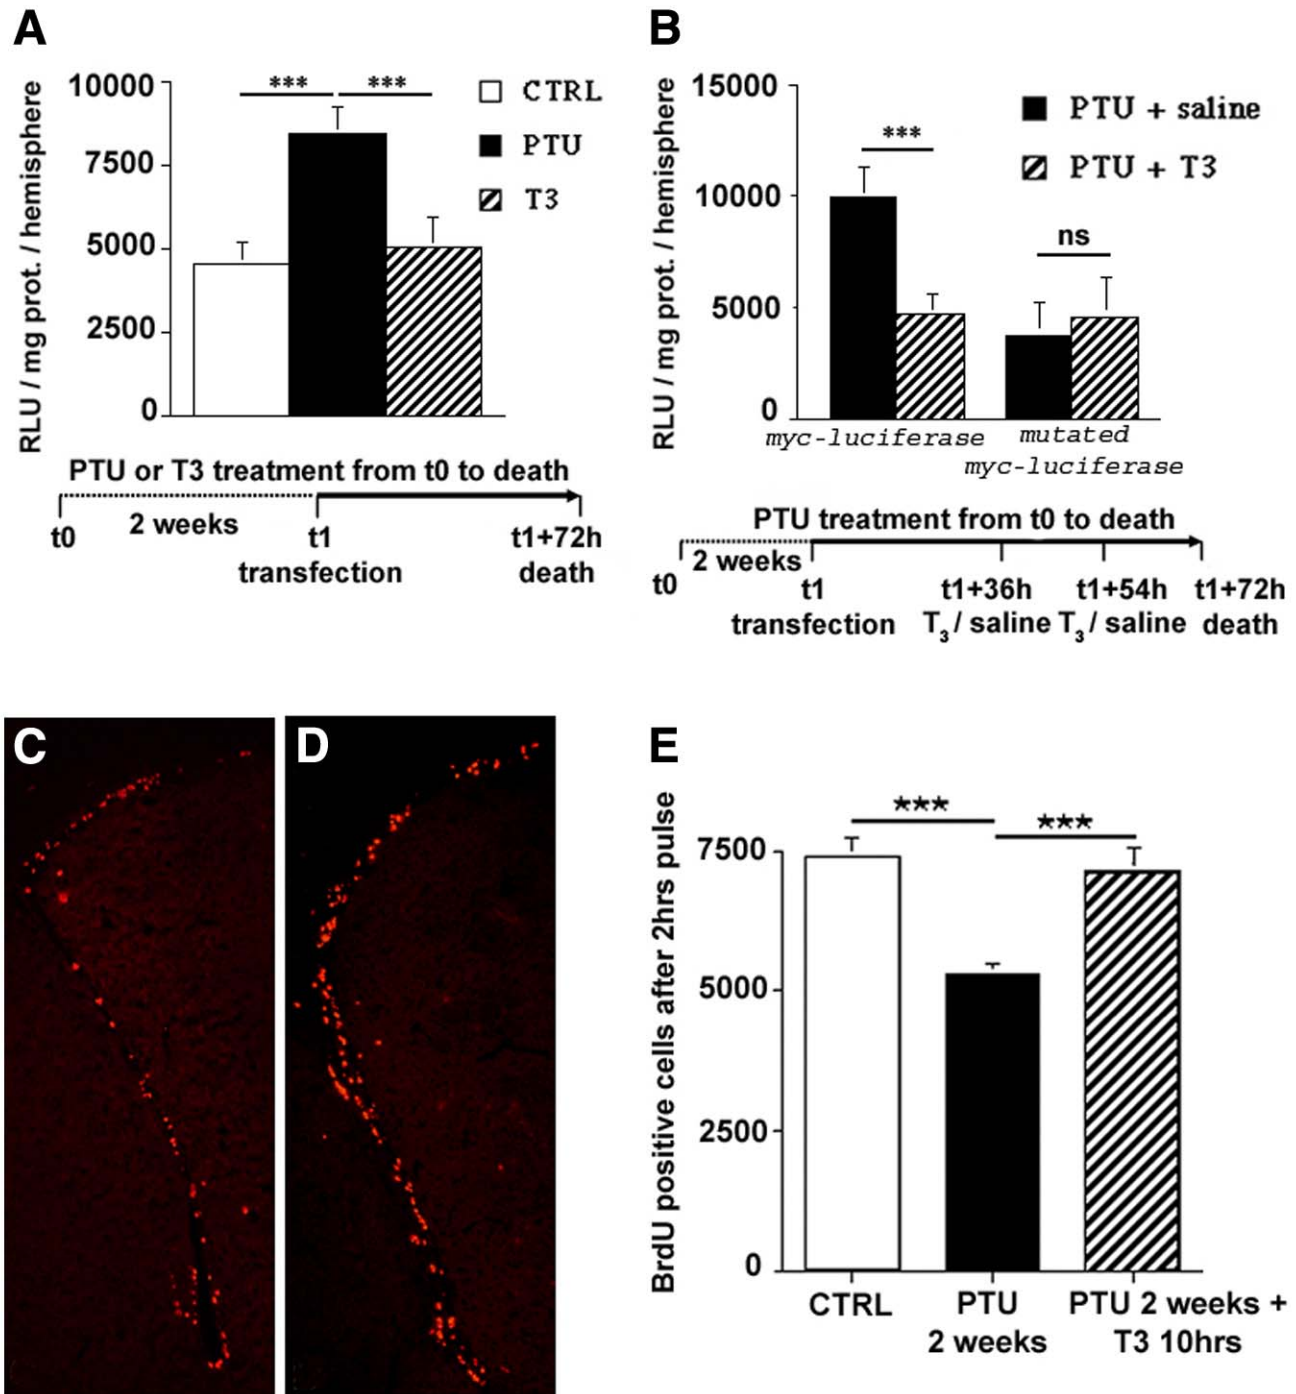 A
RLU / mg prot. / hemisphere
10000
7500
5000
2500
0
***
***
CTRL
PTU
T3
PTU or T3 treatment from t0 to death
2 weeks
t0
t1
t1+72h
transfection
death
B
RLU / mg prot. / hemisphere
15000
10000
5000
0
***
ns
PTU + saline
PTU + T3
myc-luciferase
mutated
myc-luciferase
PTU treatment from t0 to death
2 weeks
t0
t1
t1+36h
t1+54h
t1+72h
transfection
T3 / saline
T3 / saline
death
C
D
E
BrdU positive cells after 2hrs pulse
7500
5000
2500
0
***
***
CTRL
PTU
2 weeks
PTU 2 weeks +
T3 10hrs